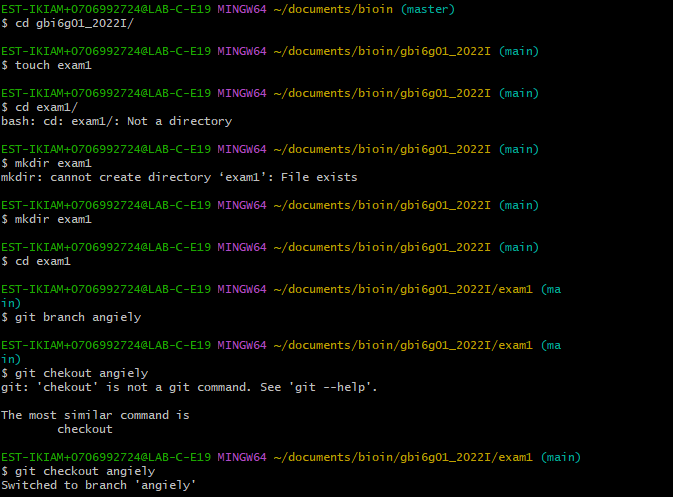 EST-IKIAM+0706992724@LAB-C-E19 MINGW64 ~/documents/bioin (master)
$ cd gbi6g01_2022I/
EST-IKIAM+0706992724@LAB-C-E19 MINGW64 ~/documents/bioin/gbi6g01_2022I (main)
$ touch exam1
EST-IKIAM+0706992724@LAB-C-E19 MINGW64 ~/documents/bioin/gbi6g01_2022I (main)
$ cd exam1/
bash: cd: exam1/: Not a directory
EST-IKIAM+0706992724@LAB-C-E19 MINGW64 ~/documents/bioin/gbi6g01_2022I (main)
$ mkdir exam1
mkdir: cannot create directory ‘exam1’: File exists
EST-IKIAM+0706992724@LAB-C-E19 MINGW64 ~/documents/bioin/gbi6g01_2022I (main)
$ mkdir exam1
EST-IKIAM+0706992724@LAB-C-E19 MINGW64 ~/documents/bioin/gbi6g01_2022I (main)
$ cd exam1
EST-IKIAM+0706992724@LAB-C-E19 MINGW64 ~/documents/bioin/gbi6g01_2022I/exam1 (ma
in)
$ git branch angiely
EST-IKIAM+0706992724@LAB-C-E19 MINGW64 ~/documents/bioin/gbi6g01_2022I/exam1 (ma
in)
$ git chekout angiely
git: 'chekout' is not a git command. See 'git --help'.
The most similar command is
checkout
EST-IKIAM+0706992724@LAB-C-E19 MINGW64 ~/documents/bioin/gbi6g01_2022I/exam1 (main)
$ git checkout angiely
Switched to branch 'angiely'